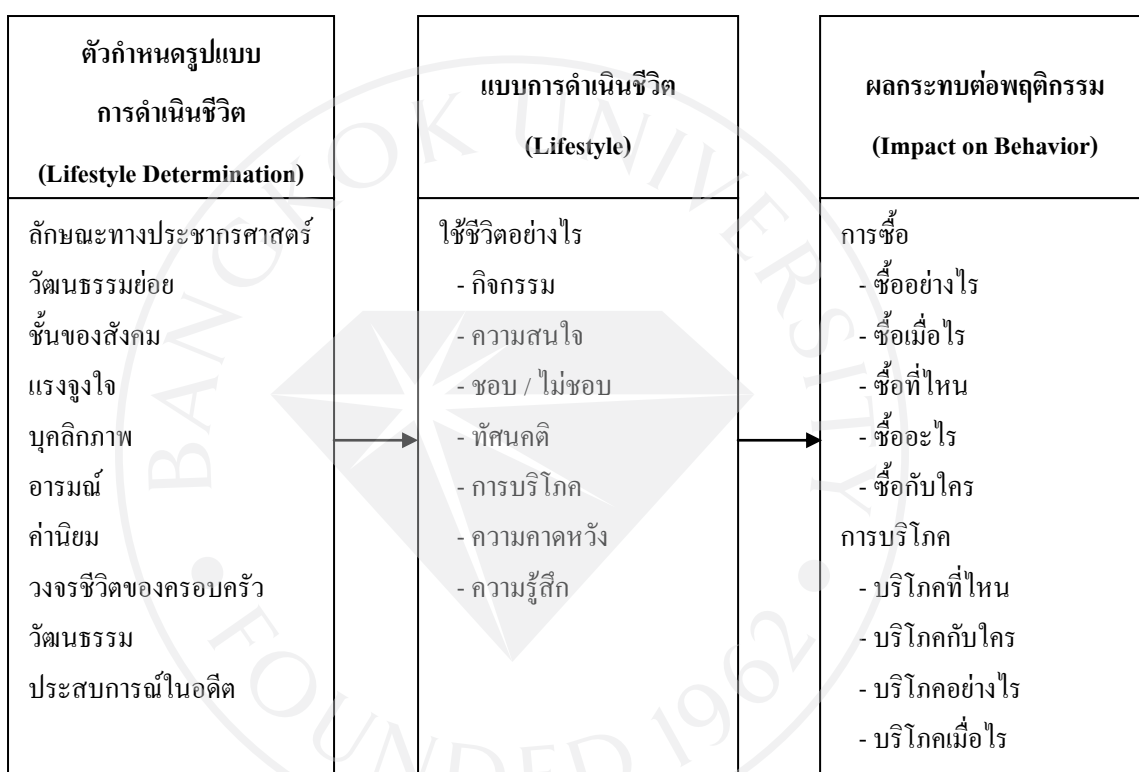 ตัวกำหนดรูปแบบ
การดำเนินชีวิต
(Lifestyle Determination)
ลักษณะทางประชากรศาสตร์
วัฒนธรรมย่อย
ชั้นของสังคม
แรงจูงใจ
บุคลิกภาพ
อารมณ์
ค่านิยม
วงจรชีวิตของครอบครัว
วัฒนธรรม
ประสบการณ์ในอดีต
แบบการดำเนินชีวิต
(Lifestyle)
ใช้ชีวิตอย่างไร
- กิจกรรม
- ความสนใจ
- ชอบ / ไม่ชอบ
- ทัศนคติ
- การบริโภค
- ความคาดหวัง
- ความรู้สึก
ผลกระทบต่อพฤติกรรม
(Impact on Behavior)
การซื้อ
- ซื้ออย่างไร
- ซื้อเมื่อไร
- ซื้อที่ไหน
- ซื้ออะไร
- ซื้อกับใคร
การบริโภค
- บริโภคที่ไหน
- บริโภคกับใคร
- บริโภคอย่างไร
- บริโภคเมื่อไร
BANGKOK UNIVERSITY
FOUNDED 1962